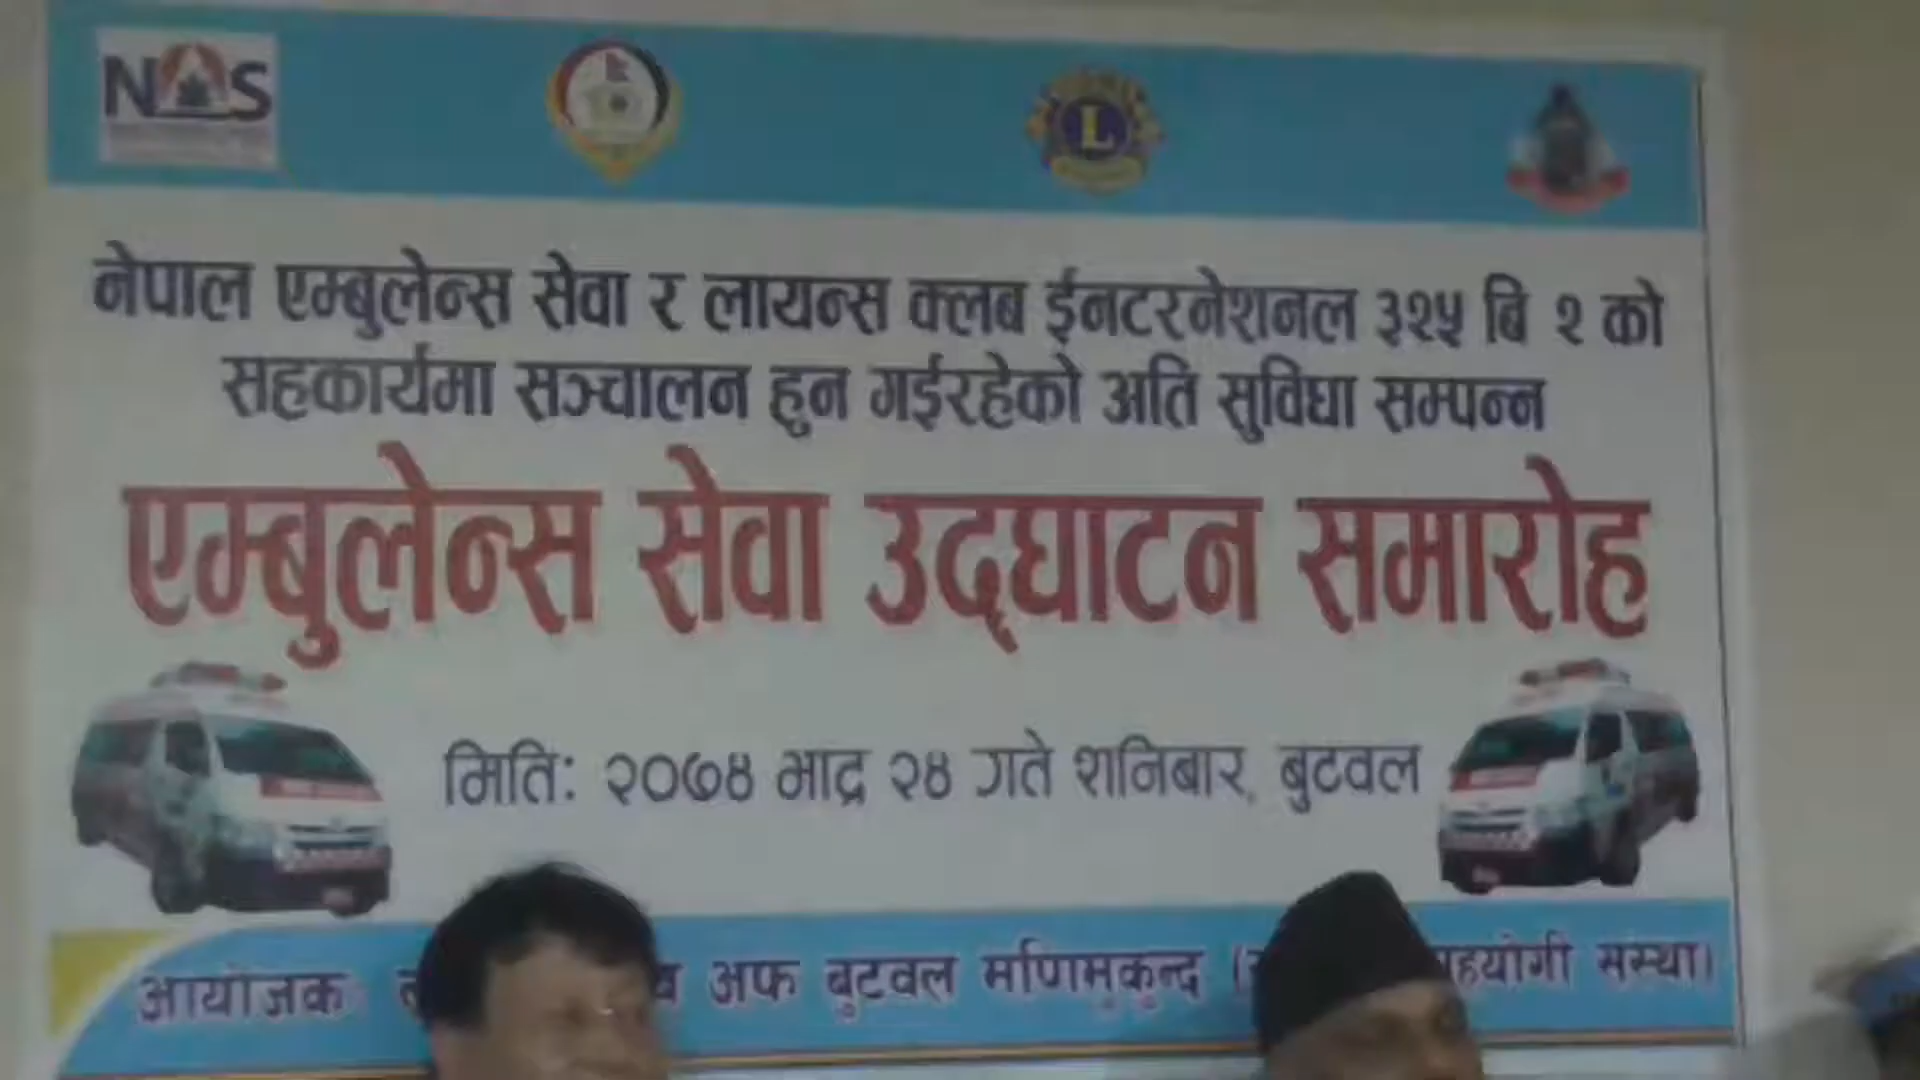 NAS
L
नेपाल एम्बुलेन्स सेवा र लायन्स क्लब ईनटरनेशनल ३२५ बि २ को
सहकार्यमा सञ्चालन हुन गईरहेको अति सुविधा सम्पन्न
एम्बुलेन्स सेवा उद्घाटन समारोह
मितिः २०७४ भाद्र २४ गते शनिबार, बुटवल
आयोजक अफ बुटवल मणिमुकुन्द सस्था।